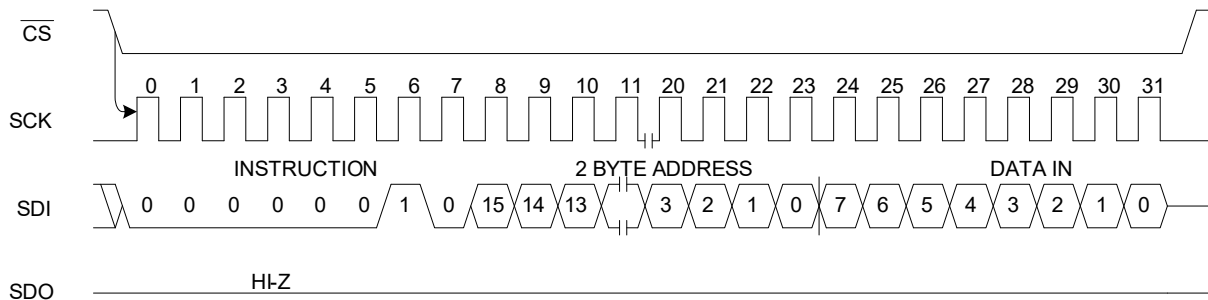 CS
0 1 2 3 4 5 6 7 8 9 10 11 20 21 22 23 24 25 26 27 28 29 30 31
SCK
INSTRUCTION 2 BYTE ADDRESS DATA IN
SDI 0 0 0 0 0 0 1 0 15 14 13 3 2 1 0 7 6 5 4 3 2 1 0
HI-Z
SDO